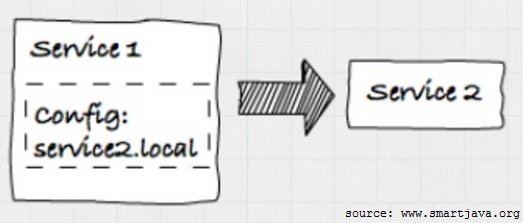 Service 1
Config:
service2.local
Service 2
source: www.smartjava.org